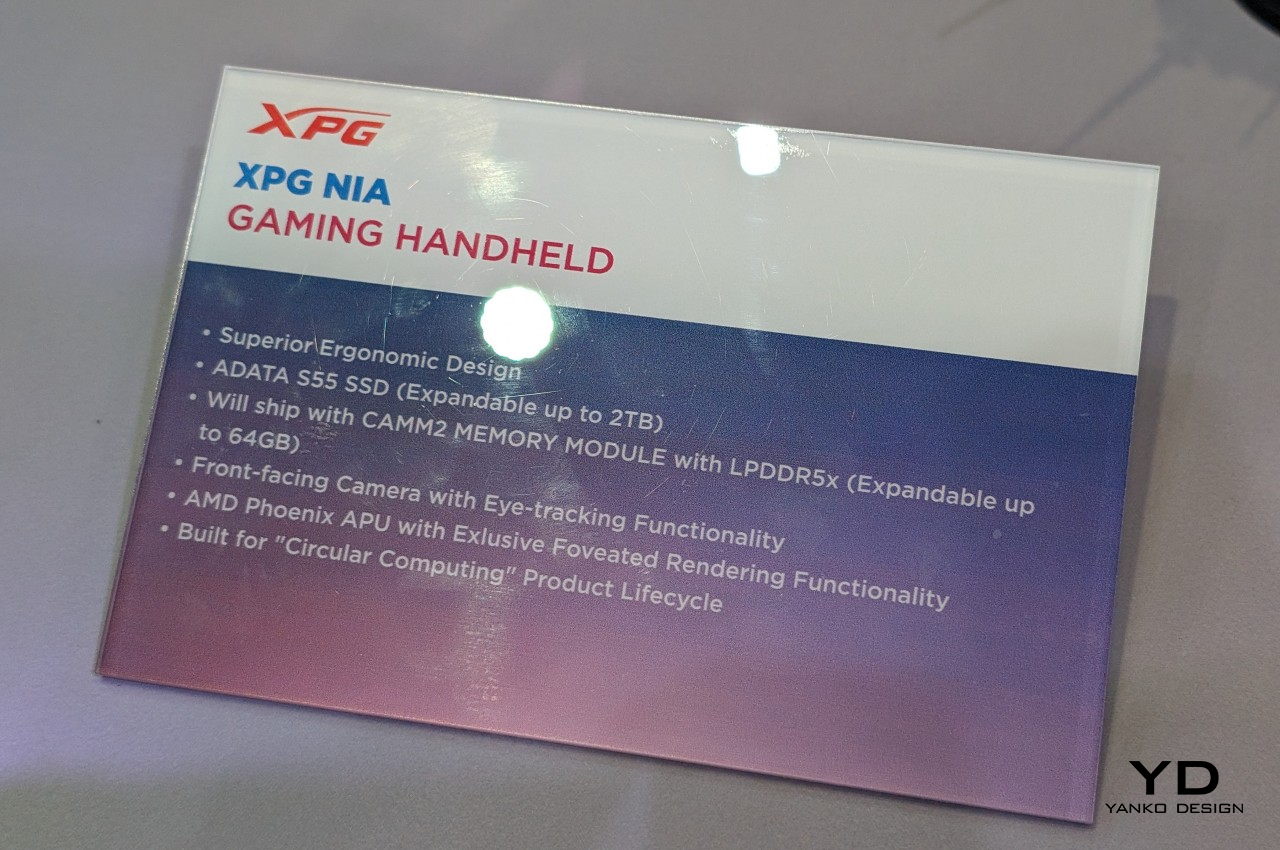 XPG
XPG NIA
GAMING HANDHELD
• Superior Ergonomic Design
• ADATA S55 SSD (Expandable up to 2TB)
• Will ship with CAMM2 MEMORY MODULE with LPDDR5x (Expandable up
to 64GB)
• Front-facing Camera with Eye-tracking Functionality
• AMD Phoenix APU with Exlusive Foveated Rendering Functionality
• Built for "Circular Computing" Product Lifecycle
YD
YANKO DESIGN